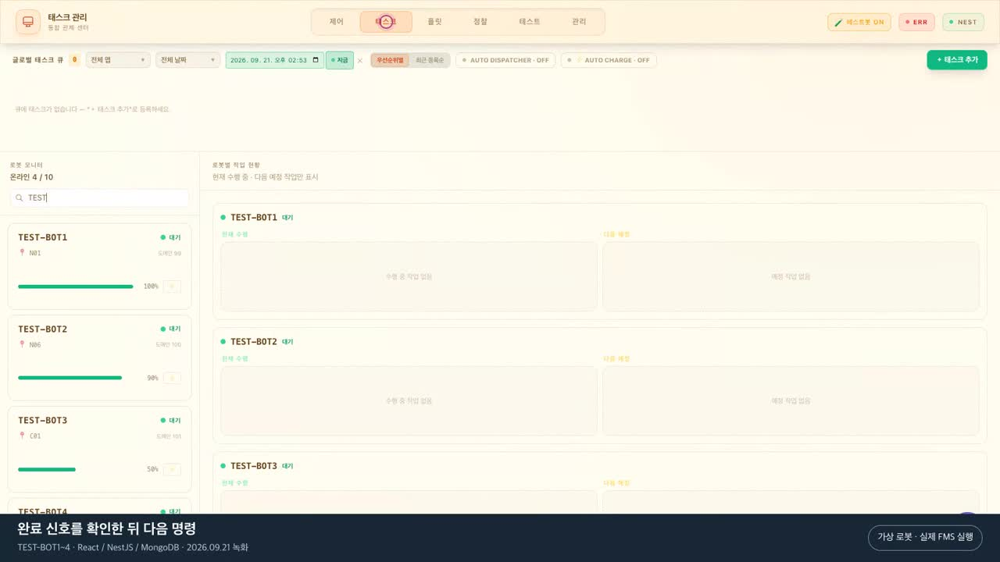 태스크 관리
통합 관제 센터
제어
태스크
플릿
정찰
테스트
관리
테스트봇 ON
ERR
NEST
글로벌 태스크 큐 0
전체 맵
전체 날짜
2026. 09. 21. 오후 02:53
지금
×
우선순위별
최근 등록순
AUTO DISPATCHER · OFF
AUTO CHARGE · OFF
+ 태스크 추가
큐에 태스크가 없습니다 — "+ 태스크 추가"로 등록하세요.
로봇 모니터
온라인 4 / 10
TEST
TEST-BOT1 대기
N01 도메인 99
100%
TEST-BOT2 대기
N06 도메인 100
90%
TEST-BOT3 대기
C01 도메인 101
50%
TEST-BOT4 대기
로봇별 작업 현황
현재 수행 중 · 다음 예정 작업만 표시
TEST-BOT1 대기
현재 수행
다음 예정
수행 중 작업 없음
예정 작업 없음
TEST-BOT2 대기
현재 수행
다음 예정
수행 중 작업 없음
예정 작업 없음
TEST-BOT3 대기
현재 수행
다음 예정
완료 신호를 확인한 뒤 다음 명령
TEST-BOT1~4 · React / NestJS / MongoDB · 2026.09.21 녹화
가상 로봇 · 실제 FMS 실행